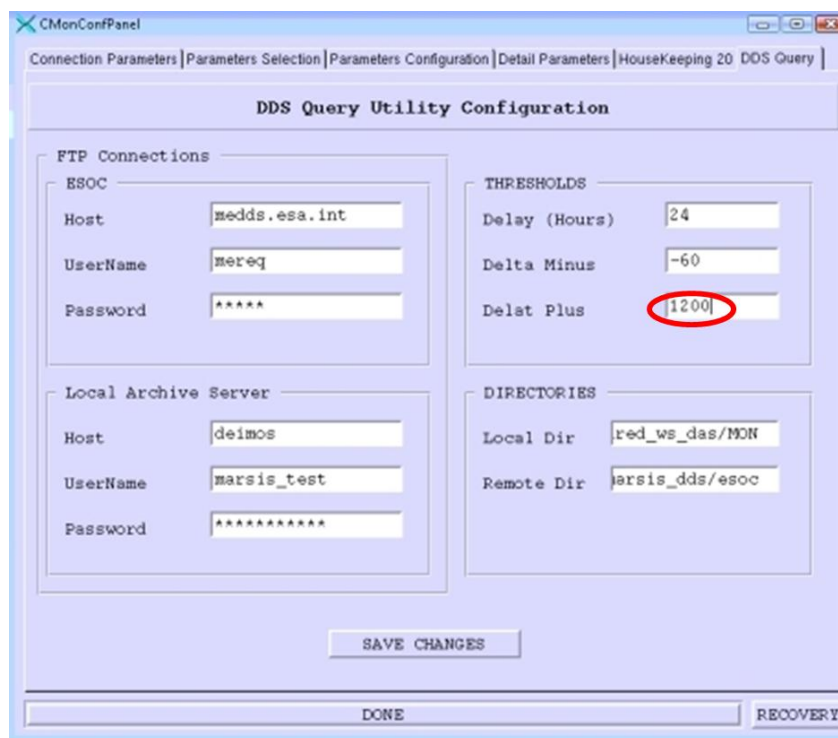 CMonConfPanel
Connection Parameters Parameters Selection Parameters Configuration Detail Parameters HouseKeeping 20 DDS Query
DDS Query Utility Configuration
FTP Connections
ESOC
Host medds.esa.int
UserName mereq
Password *****
THRESHOLDS
Delay (Hours) 24
Delta Minus -60
Delat Plus 1200
Local Archive Server
Host deimos
UserName marsis_test
Password ***********
DIRECTORIES
Local Dir .red_ws_das/MON
Remote Dir arsis_dds/esoc
SAVE CHANGES
DONE
RECOVERY